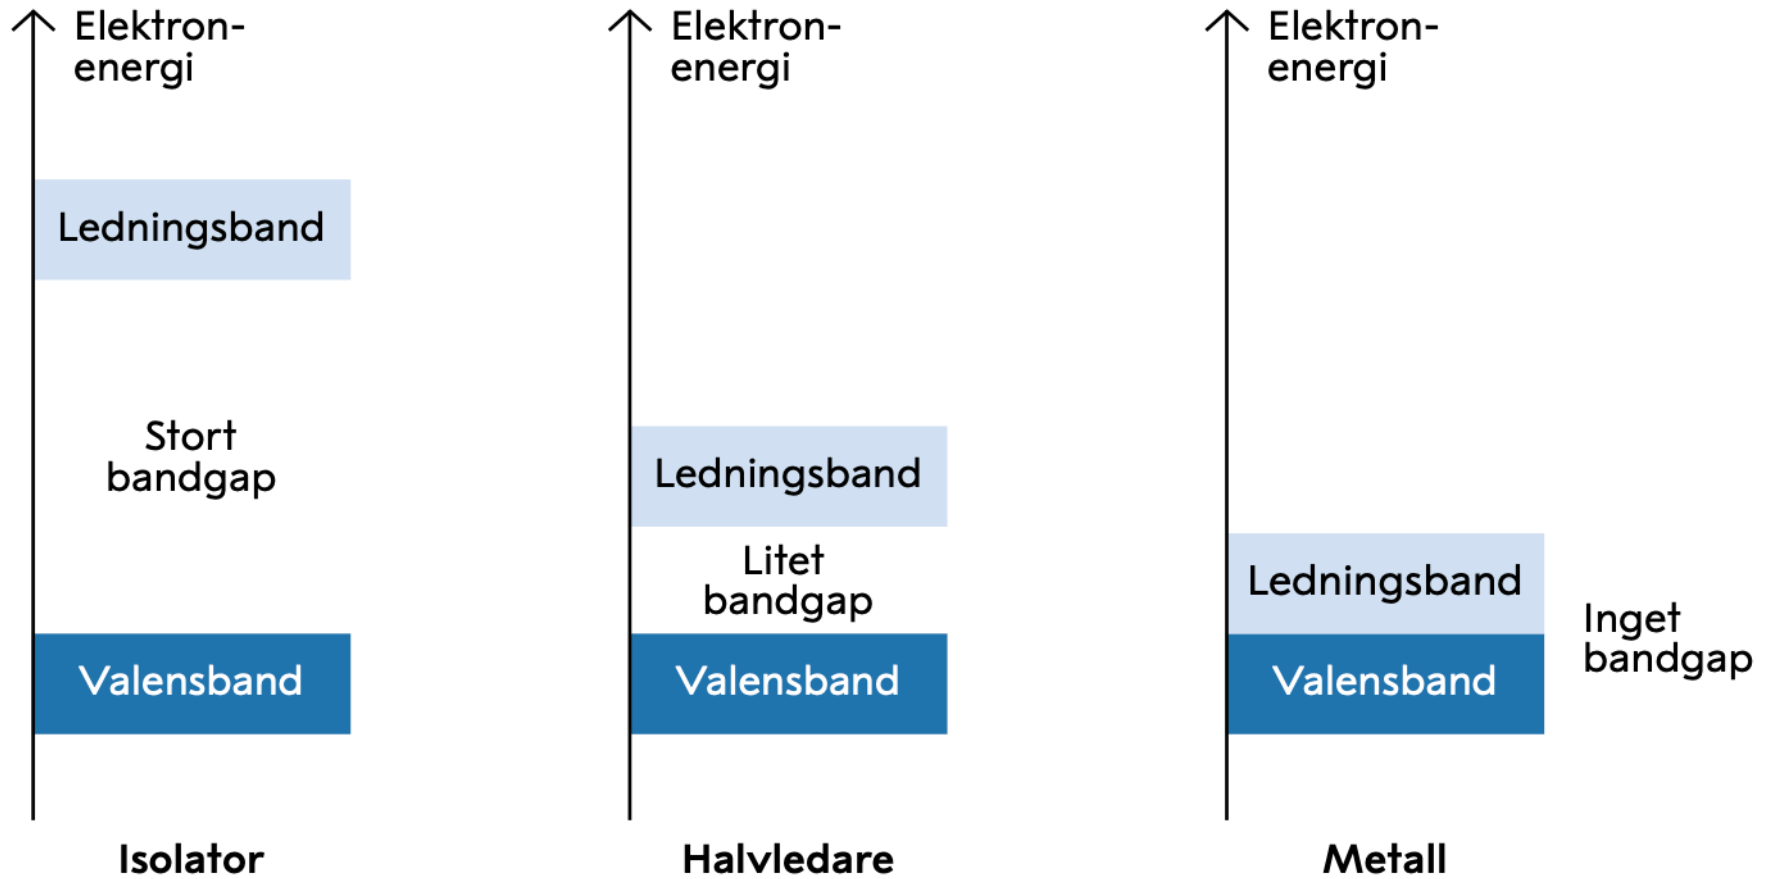 Elektron-
energi
Ledningsband
Stort
bandgap
Valensband
Isolator
Elektron-
energi
Ledningsband
Litet
bandgap
Valensband
Halvledare
Elektron-
energi
Ledningsband
Inget
bandgap
Valensband
Metall